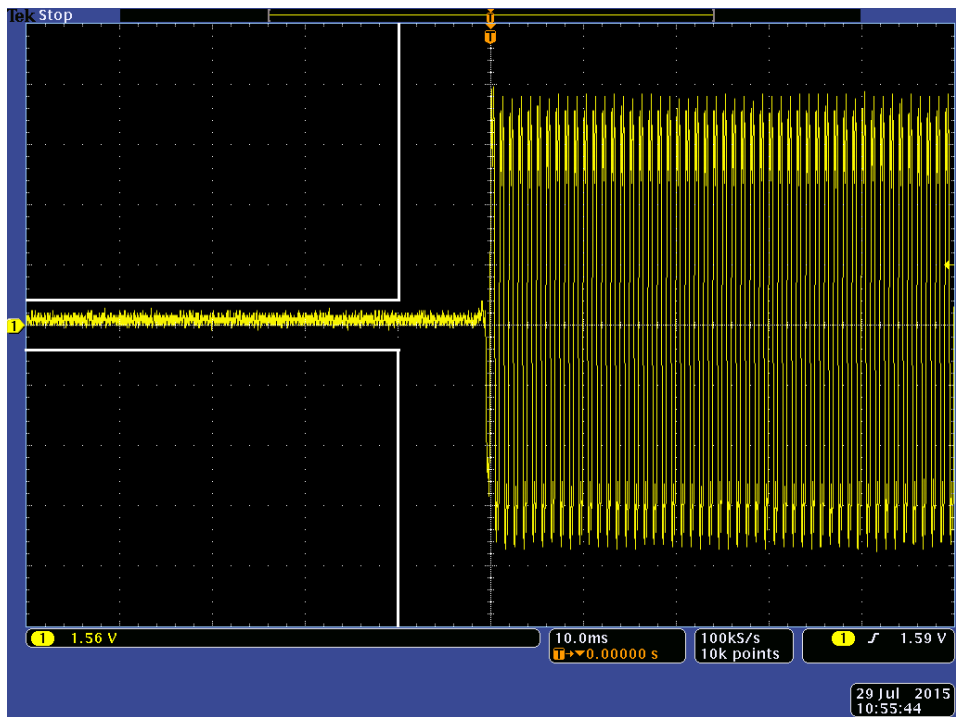 Tek Stop
T
T
1
1 1.56 V
10.0ms
T→▼0.00000 s
100kS/s
10k points
1 1.59 V
29 Jul 2015
10:55:44